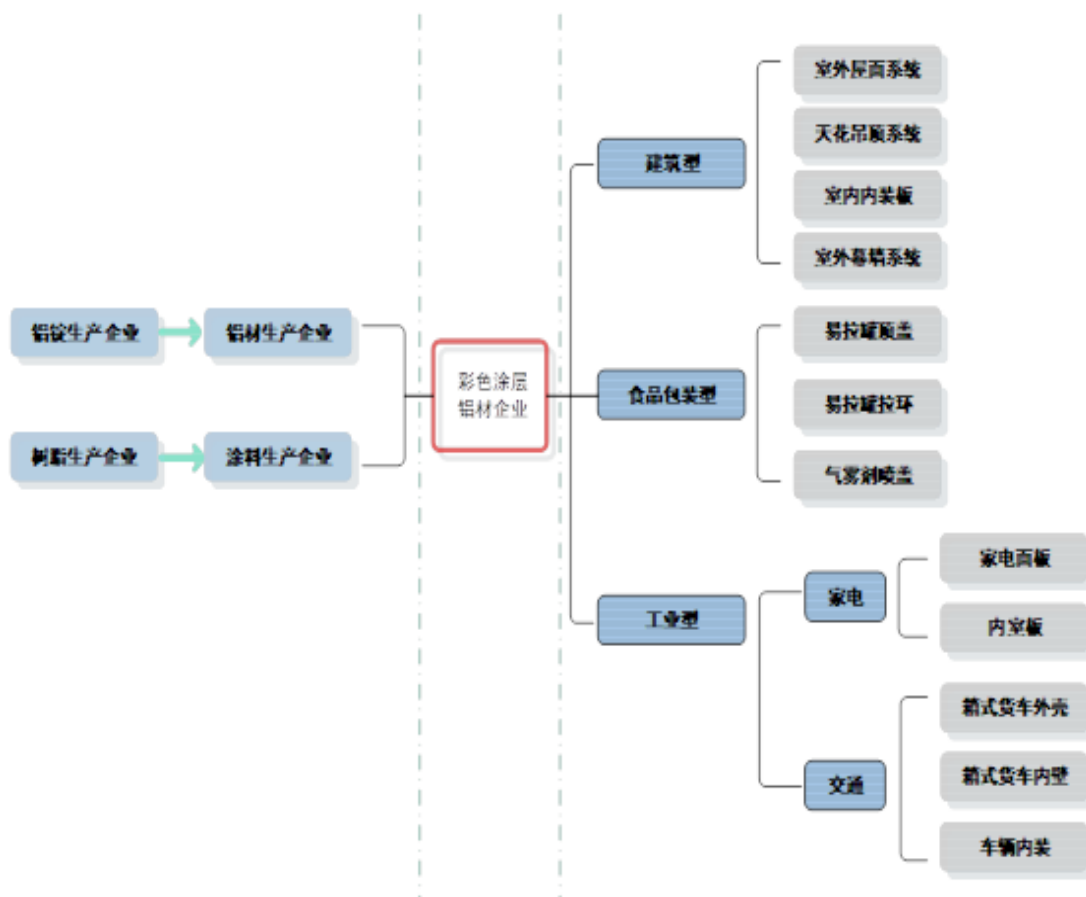 铝锭生产企业
铝材生产企业
树脂生产企业
涂料生产企业
彩色涂层
铝材企业
建筑型
室外屋面系统
天花吊顶系统
室内内装板
室外幕墙系统
食品包装型
易拉罐顶盖
易拉罐拉环
气雾剂喷盖
工业型
家电
家电面板
内室板
交通
箱式货车外壳
箱式货车内壁
车辆内装